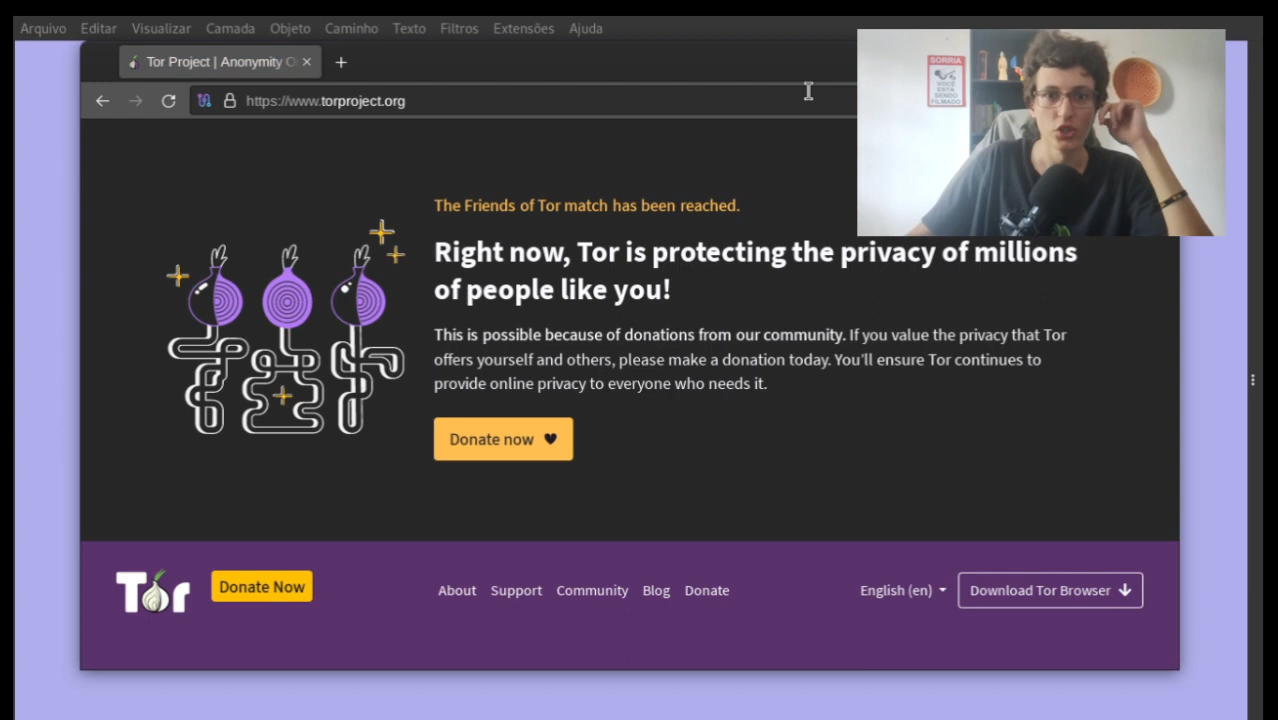 Arquivo Editar Visualizar Camada Objeto Caminho Texto Filtros Extensões Ajuda
Tor Project | Anonymity O
https://www.torproject.org
SORRIA
VOCÊ
ESTÁ
SENDO
FILMADO
The Friends of Tor match has been reached.
Right now, Tor is protecting the privacy of millions
of people like you!
This is possible because of donations from our community. If you value the privacy that Tor
offers yourself and others, please make a donation today. You'll ensure Tor continues to
provide online privacy to everyone who needs it.
Donate now
Tor Donate Now About Support Community Blog Donate English (en) Download Tor Browser